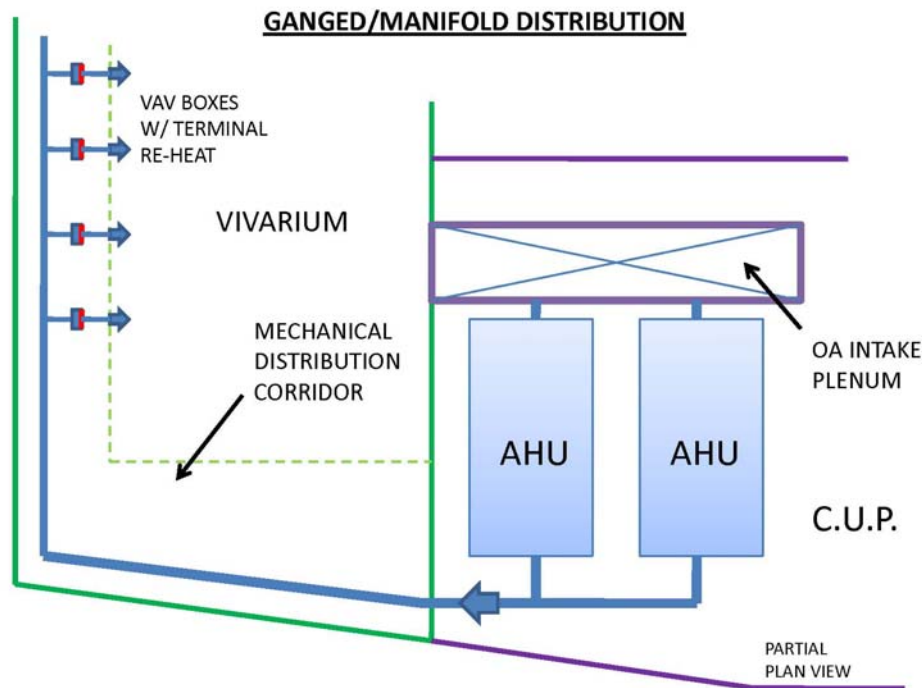 GANGED/MANIFOLD DISTRIBUTION
VAV BOXES
W/ TERMINAL
RE-HEAT
VIVARIUM
MECHANICAL
DISTRIBUTION
CORRIDOR
OA INTAKE
PLENUM
AHU
AHU
C.U.P.
PARTIAL
PLAN VIEW